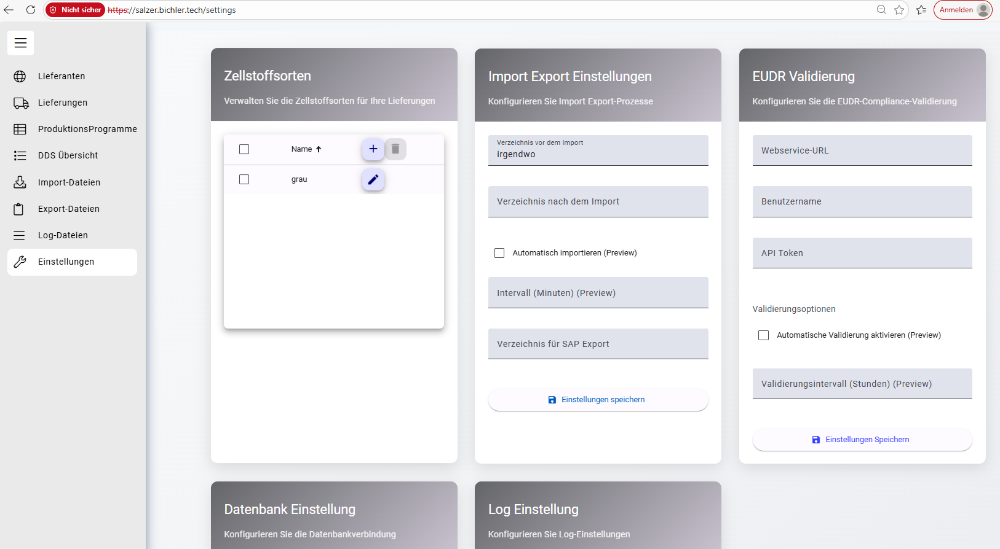 Nicht sicher
https://salzer.bichler.tech/settings
Anmelden
Lieferanten
Lieferungen
ProduktionsProgramme
DDS Übersicht
Import-Dateien
Export-Dateien
Log-Dateien
Einstellungen
Zellstoffsorten
Verwalten Sie die Zellstoffsorten für Ihre Lieferungen
Name
grau
Import Export Einstellungen
Konfigurieren Sie Import Export-Prozesse
Verzeichnis vor dem Import
irgendwo
Verzeichnis nach dem Import
Automatisch importieren (Preview)
Intervall (Minuten) (Preview)
Verzeichnis für SAP Export
Einstellungen speichern
EUDR Validierung
Konfigurieren Sie die EUDR-Compliance-Validierung
Webservice-URL
Benutzername
API Token
Validierungsoptionen
Automatische Validierung aktivieren (Preview)
Validierungsintervall (Stunden) (Preview)
Einstellungen Speichern
Datenbank Einstellung
Konfigurieren Sie die Datenbankverbindung
Log Einstellung
Konfigurieren Sie Log-Einstellungen